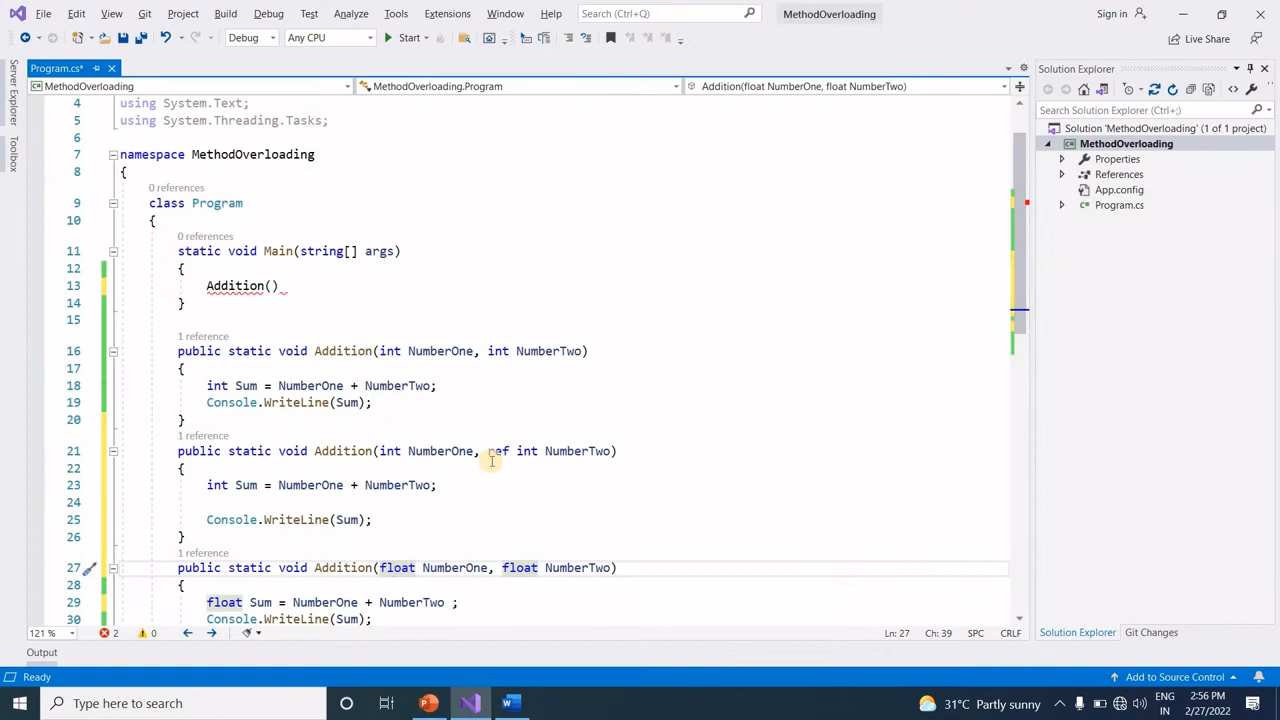 File Edit View Git Project Build Debug Test Analyze Tools Extensions Window Help Search (Ctrl+Q) MethodOverloading Sign in
Debug Any CPU Start Live Share
Server Explorer
Toolbox
Program.cs*
MethodOverloading MethodOverloading.Program Addition(float NumberOne, float NumberTwo)
4 using System.Text;
5 using System.Threading.Tasks;
6
7 namespace MethodOverloading
8 {
0 references
9 class Program
10 {
0 references
11 static void Main(string[] args)
12 {
13 Addition()
14 }
15
1 reference
16 public static void Addition(int NumberOne, int NumberTwo)
17 {
18 int Sum = NumberOne + NumberTwo;
19 Console.WriteLine(Sum);
20 }
1 reference
21 public static void Addition(int NumberOne, ref int NumberTwo)
22 {
23 int Sum = NumberOne + NumberTwo;
24
25 Console.WriteLine(Sum);
26 }
1 reference
27 public static void Addition(float NumberOne, float NumberTwo)
28 {
29 float Sum = NumberOne + NumberTwo ;
30 Console.WriteLine(Sum);
121 % 2 0 Ln: 27 Ch: 39 SPC CRLF
Output
Solution Explorer
Search Solution Explorer (Ctrl+;)
Solution 'MethodOverloading' (1 of 1 project)
MethodOverloading
Properties
References
App.config
Program.cs
Solution Explorer Git Changes
Ready Add to Source Control
Type here to search 31°C Partly sunny ENG 2:56 PM
IN 2/27/2022